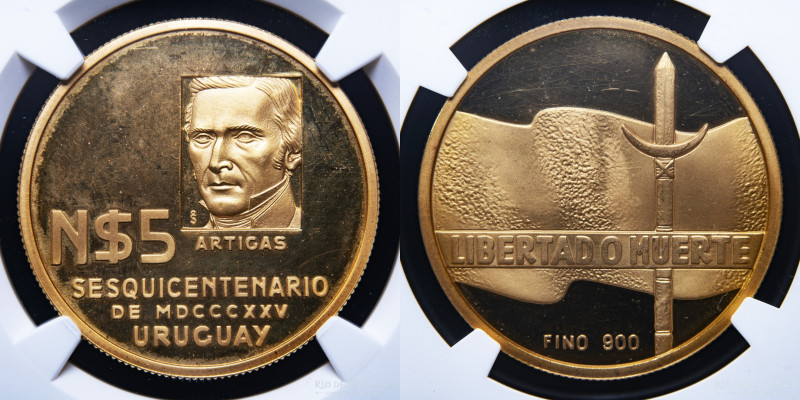 N$5
ARTIGAS
SESQUICENTENARIO
DE MDCCCXXV
URUGUAY
LIBERTAD O MUERTE
FINO 900